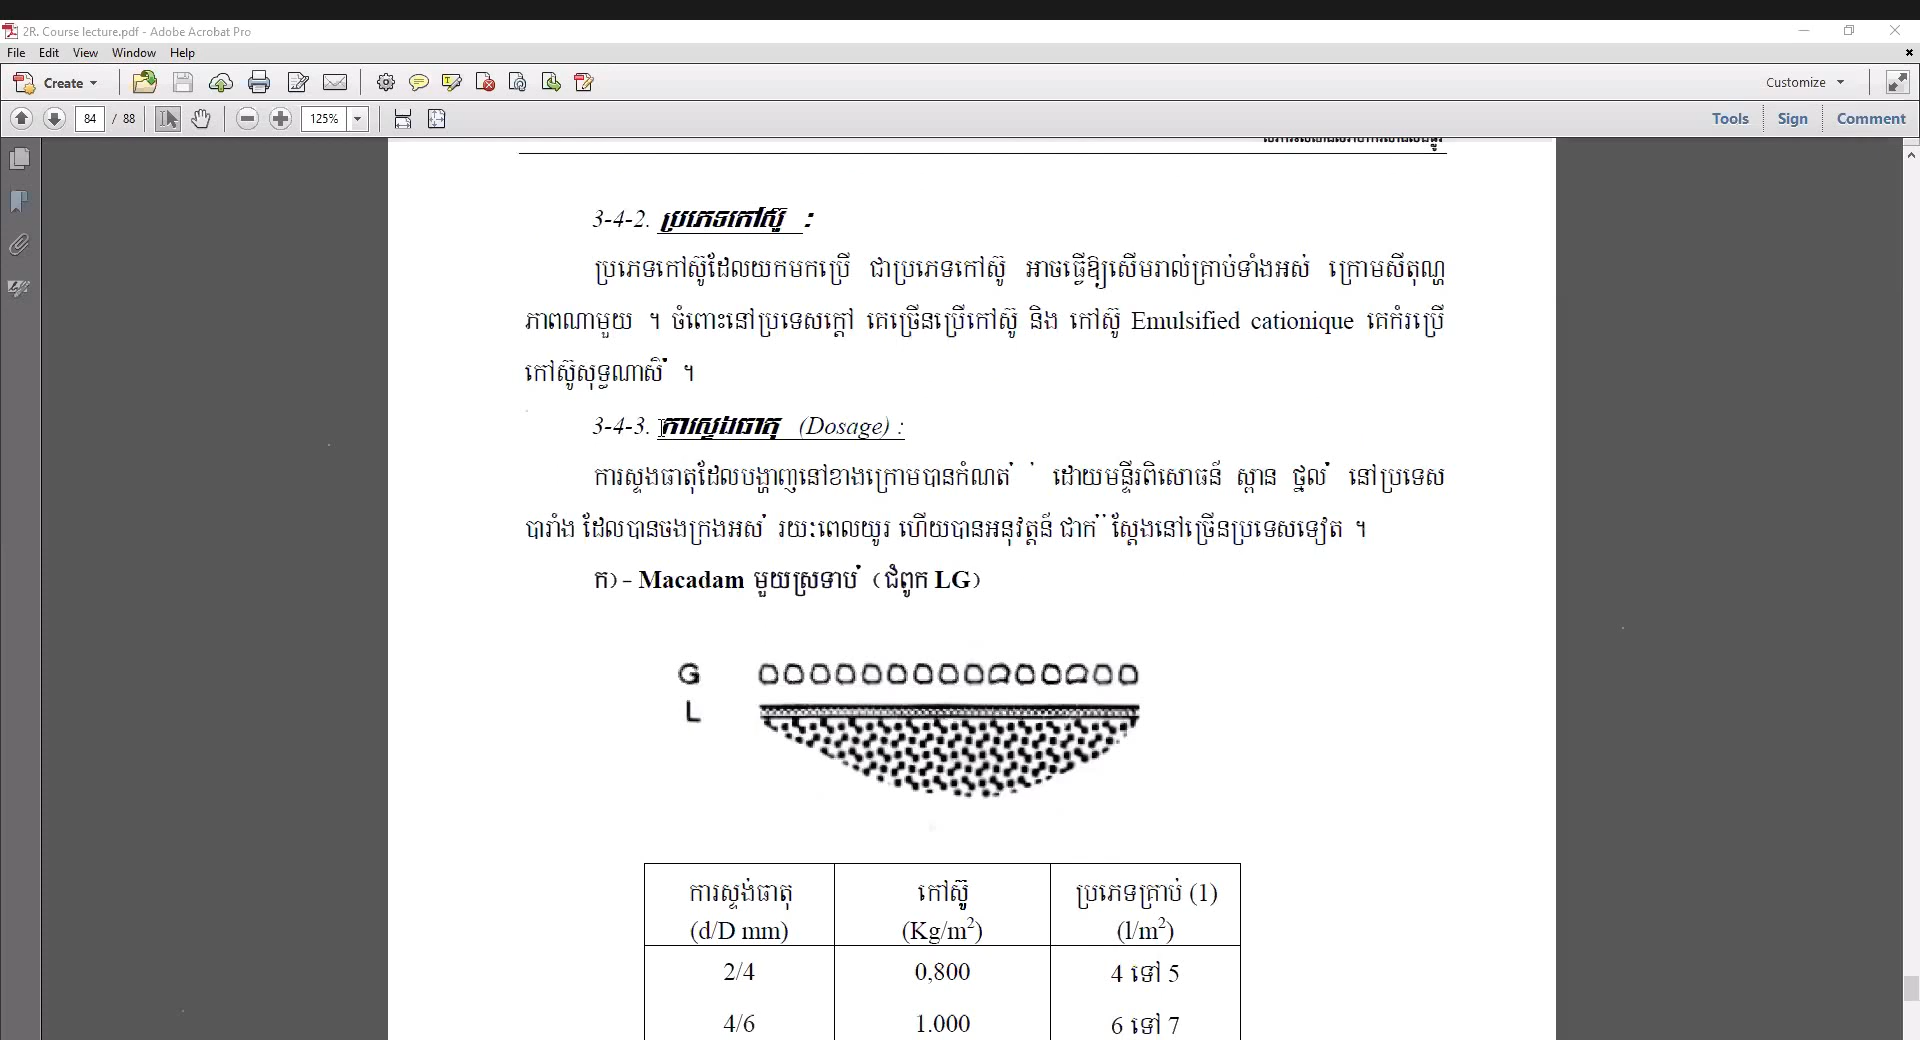 2R. Course lecture.pdf - Adobe Acrobat Pro
File Edit View Window Help
Create Customize
84 / 88 125% Tools Sign Comment
3-4-2. ប្រភេទកៅស៊ូ :
ប្រភេទកៅស៊ូដែលយកមកប្រើ ជាប្រភេទកៅស៊ូ អាចធ្វើឱ្យសើមរាល់គ្រាប់ទាំងអស់ ក្រោមសីតុណ្ហ
ភាពណាមួយ ។ ចំពោះនៅប្រទេសក្តៅ គេច្រើនប្រើកៅស៊ូ និង កៅស៊ូ Emulsified cationique គេកំរប្រើ
កៅស៊ូសុទ្ធណាស់ ។
3-4-3. ការស្ទងធាតុ (Dosage) :
ការស្ទងធាតុដែលបង្ហាញនៅខាងក្រោមបានកំណត់ ដោយមន្ទីរពិសោធន៍ ស្ពាន ថ្នល់ នៅប្រទេស
បារាំង ដែលបានចងក្រងអស់ រយៈពេលយូរ ហើយបានអនុវត្តន៍ ជាក់ស្តែងនៅច្រើនប្រទេសទៀត ។
ក)- Macadam មួយស្រទាប់ (ជំពូក LG)
G
L
ការស្ទង់ធាតុ កៅស៊ូ ប្រភេទគ្រាប់ (1)
(d/D mm) (Kg/m²) (l/m²)
2/4 0,800 4 ទៅ 5
4/6 1.000 6 ទៅ 7